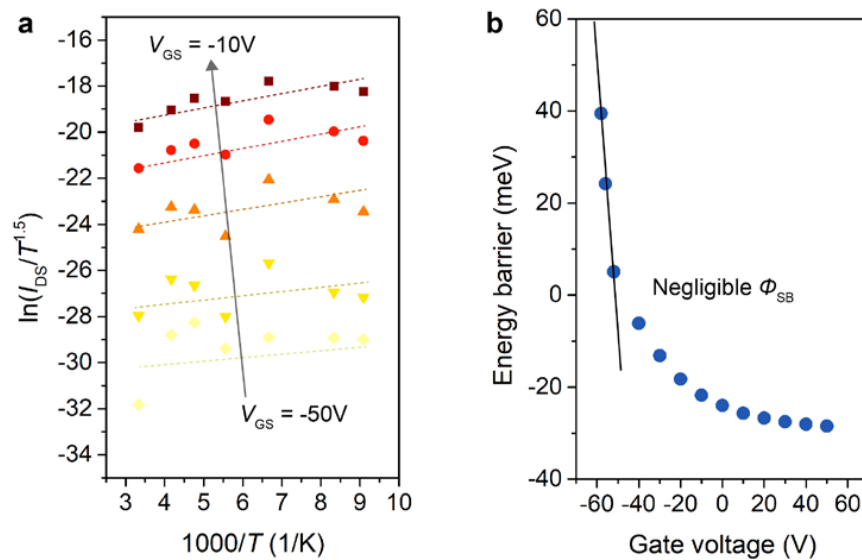 a
-16
-18
-20
-22
-24
-26
-28
-30
-32
-34
ln(I_DS/T^1.5)
V_GS = -10V
V_GS = -50V
3 4 5 6 7 8 9 10
1000/T (1/K)
b
60
40
20
0
-20
-40
Energy barrier (meV)
Negligible Φ_SB
-60 -40 -20 0 20 40 60
Gate voltage (V)